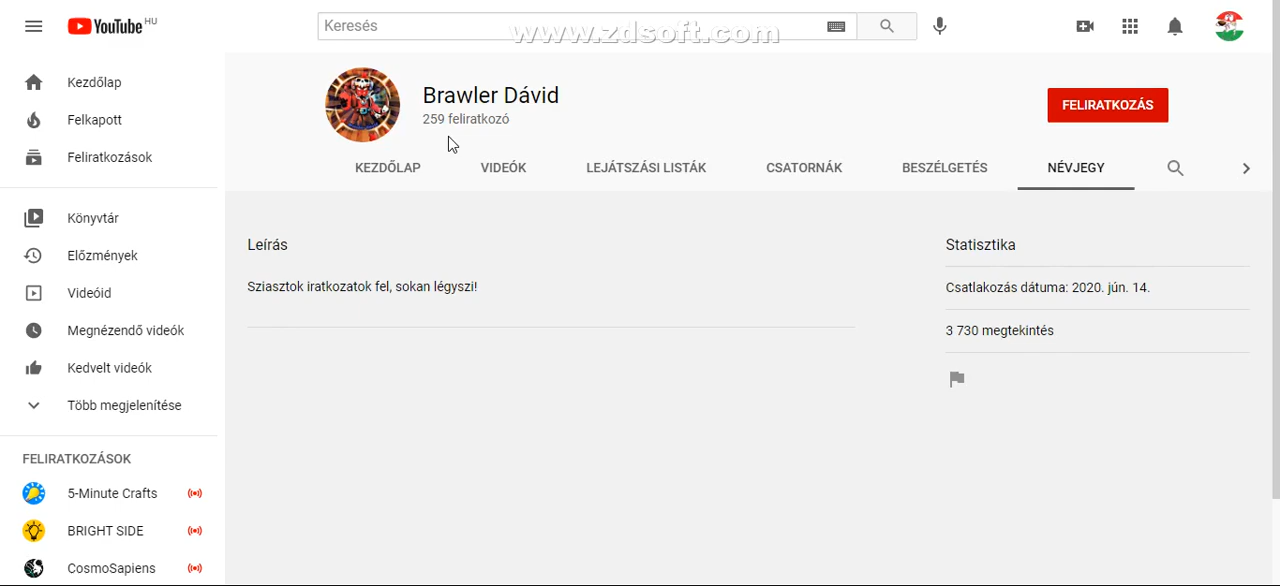 YouTube HU
Keresés
www.zdsoft.com
Kezdőlap
Felkapott
Feliratkozások
Könyvtár
Előzmények
Videóid
Megnézendő videók
Kedvelt videók
Több megjelenítése
FELIRATKOZÁSOK
5-Minute Crafts
BRIGHT SIDE
CosmoSapiens
Brawler Dávid
259 feliratkozó
FELIRATKOZÁS
KEZDŐLAP VIDEÓK LEJÁTSZÁSI LISTÁK CSATORNÁK BESZÉLGETÉS NÉVJEGY
Leírás
Sziasztok iratkozatok fel, sokan légyszi!
Statisztika
Csatlakozás dátuma: 2020. jún. 14.
3 730 megtekintés